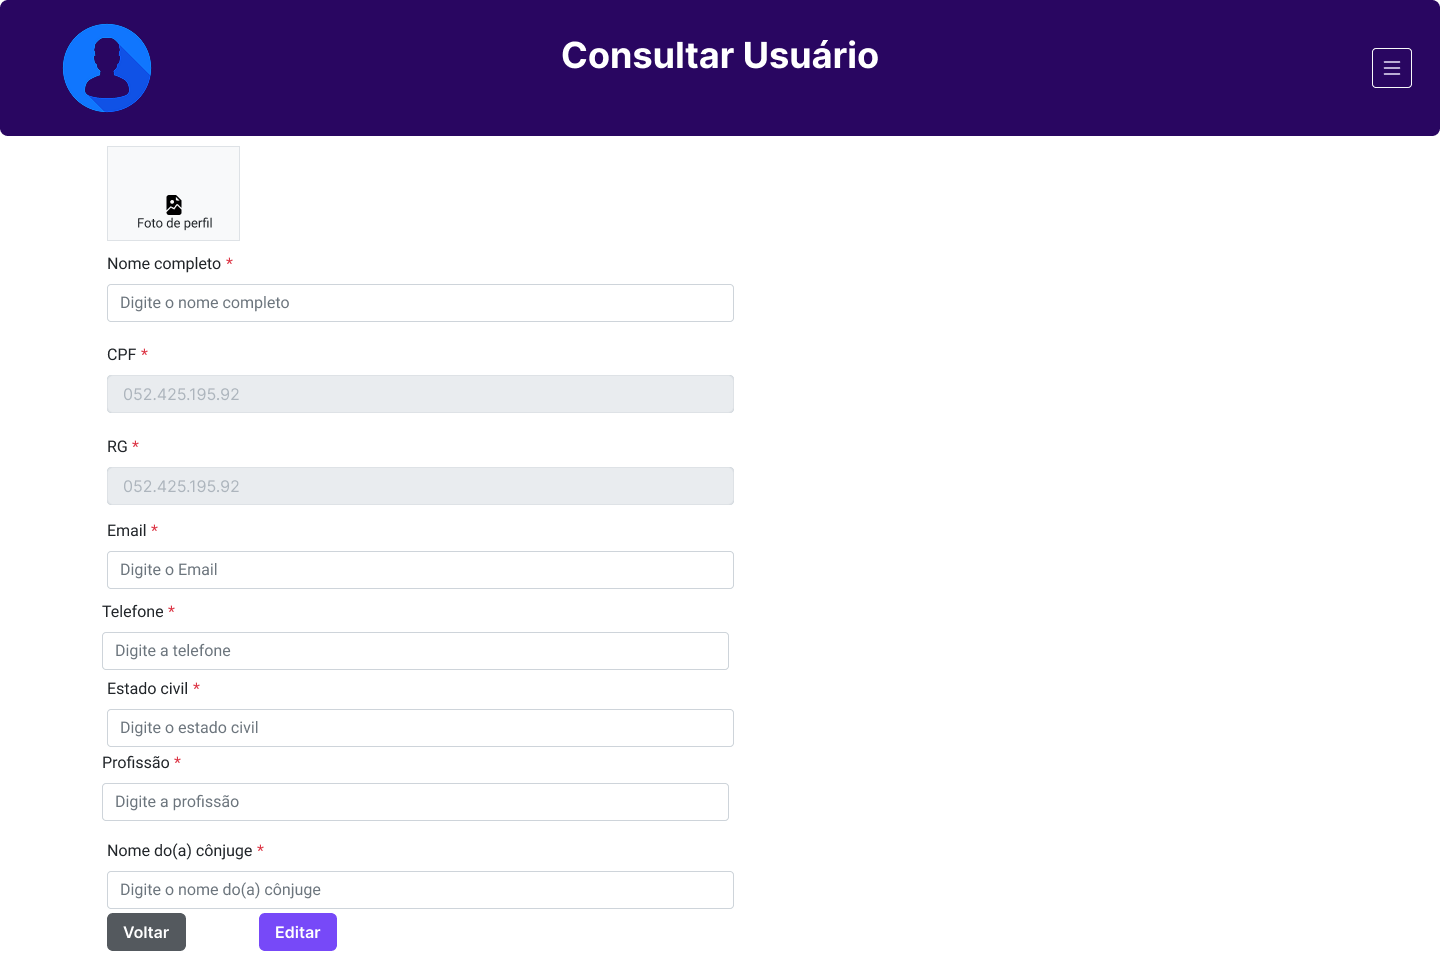 Consultar Usuário
Foto de perfil
Nome completo *
Digite o nome completo
CPF *
052.425.195.92
RG *
052.425.195.92
Email *
Digite o Email
Telefone *
Digite a telefone
Estado civil *
Digite o estado civil
Profissão *
Digite a profissão
Nome do(a) cônjuge *
Digite o nome do(a) cônjuge
Voltar Editar